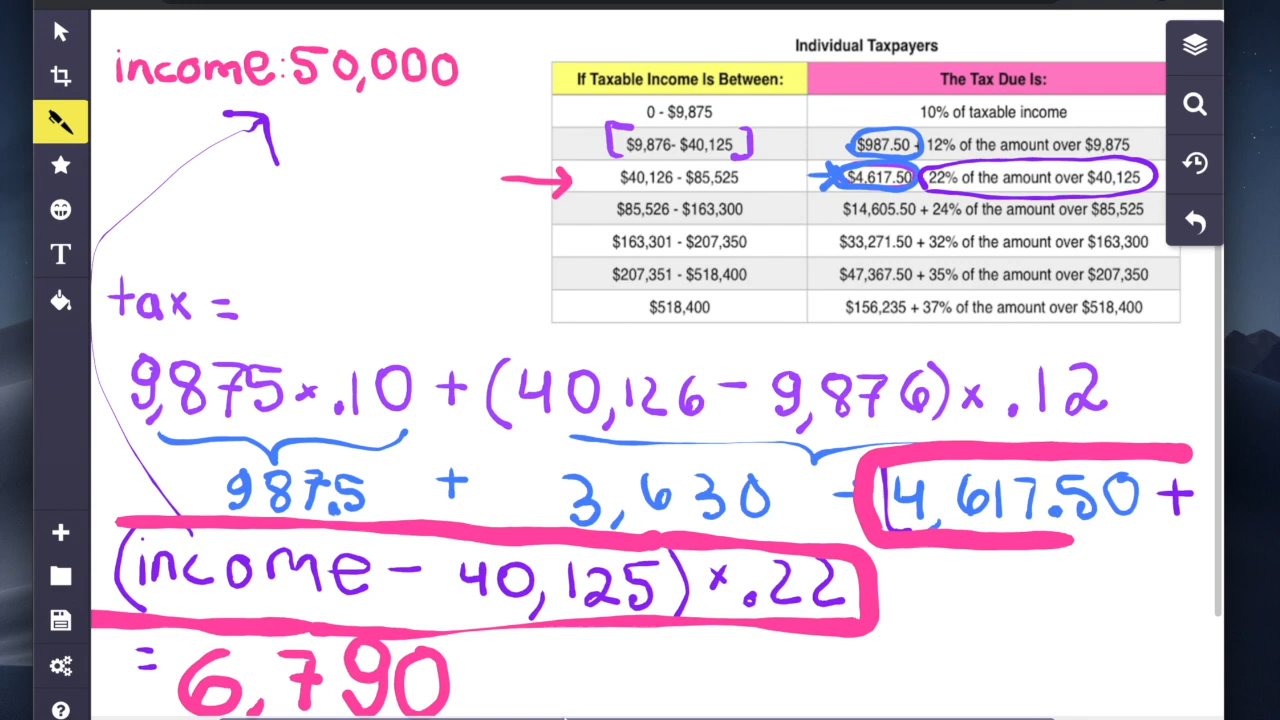 income: 50,000
Individual Taxpayers
If Taxable Income Is Between: The Tax Due Is:
0 - $9,875 10% of taxable income
$9,876- $40,125 $987.50 + 12% of the amount over $9,875
$40,126 - $85,525 $4,617.50 22% of the amount over $40,125
$85,526 - $163,300 $14,605.50 + 24% of the amount over $85,525
$163,301 - $207,350 $33,271.50 + 32% of the amount over $163,300
$207,351 - $518,400 $47,367.50 + 35% of the amount over $207,350
$518,400 $156,235 + 37% of the amount over $518,400
T
tax =
9,875 × .10 + (40,126 - 9,876) × .12
987.5 + 3,630 4,617.50 +
(income - 40,125) × .22
= 6,790
?